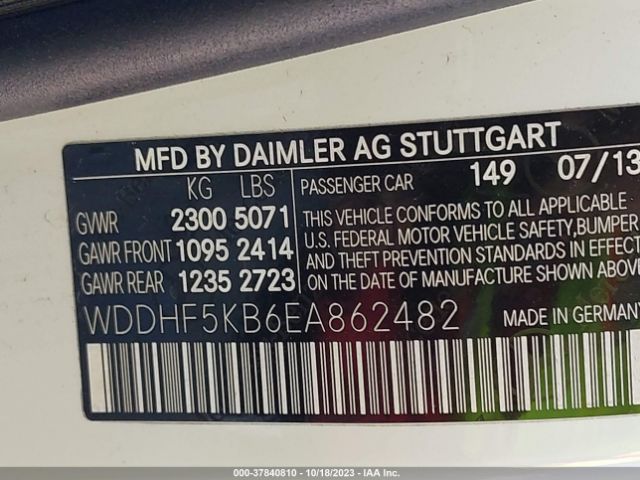 MFD BY DAIMLER AG STUTTGART
KG LBS
GVWR 2300 5071
GAWR FRONT 1095 2414
GAWR REAR 1235 2723
PASSENGER CAR 149 07/13
THIS VEHICLE CONFORMS TO ALL APPLICABLE
U.S. FEDERAL MOTOR VEHICLE SAFETY, BUMPER
AND THEFT PREVENTION STANDARDS IN EFFECT
ON THE DATE OF MANUFACTURE SHOWN ABOVE
WDDHF5KB6EA862482
MADE IN GERMANY
000-37840810 - 10/18/2023 - IAA Inc.